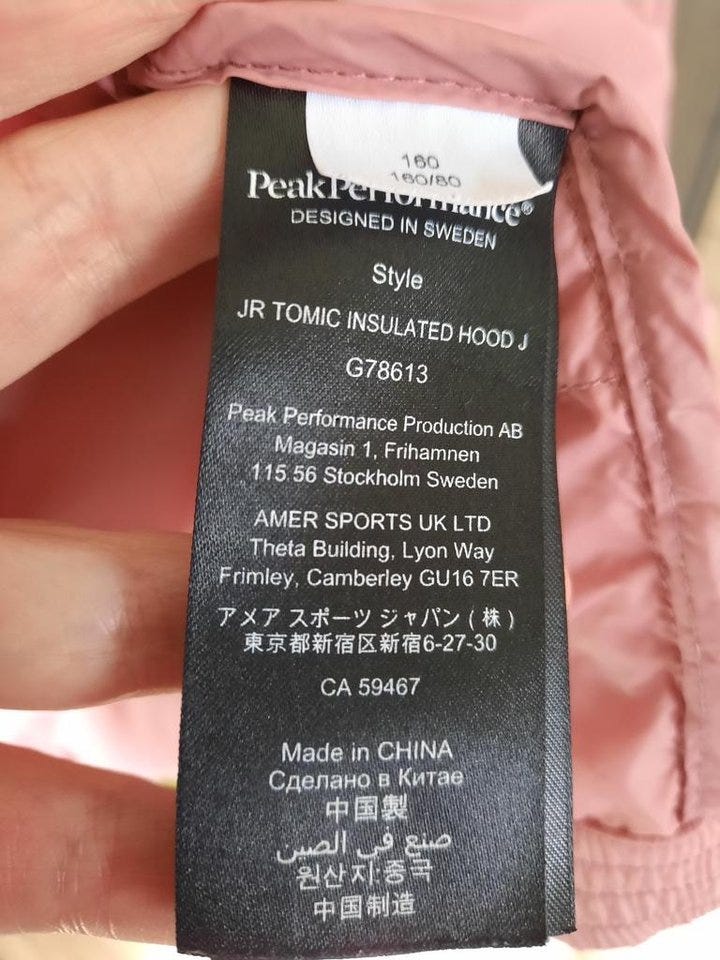 160
160/80
PeakPerformance®
DESIGNED IN SWEDEN
Style
JR TOMIC INSULATED HOOD J
G78613
Peak Performance Production AB
Magasin 1, Frihamnen
115 56 Stockholm Sweden
AMER SPORTS UK LTD
Theta Building, Lyon Way
Frimley, Camberley GU16 7ER
アメア スポーツ ジャパン ( 株 )
東京都新宿区新宿6-27-30
CA 59467
Made in CHINA
Сделано в Китае
中国製
صنع في الصين
원산지:중국
中国制造